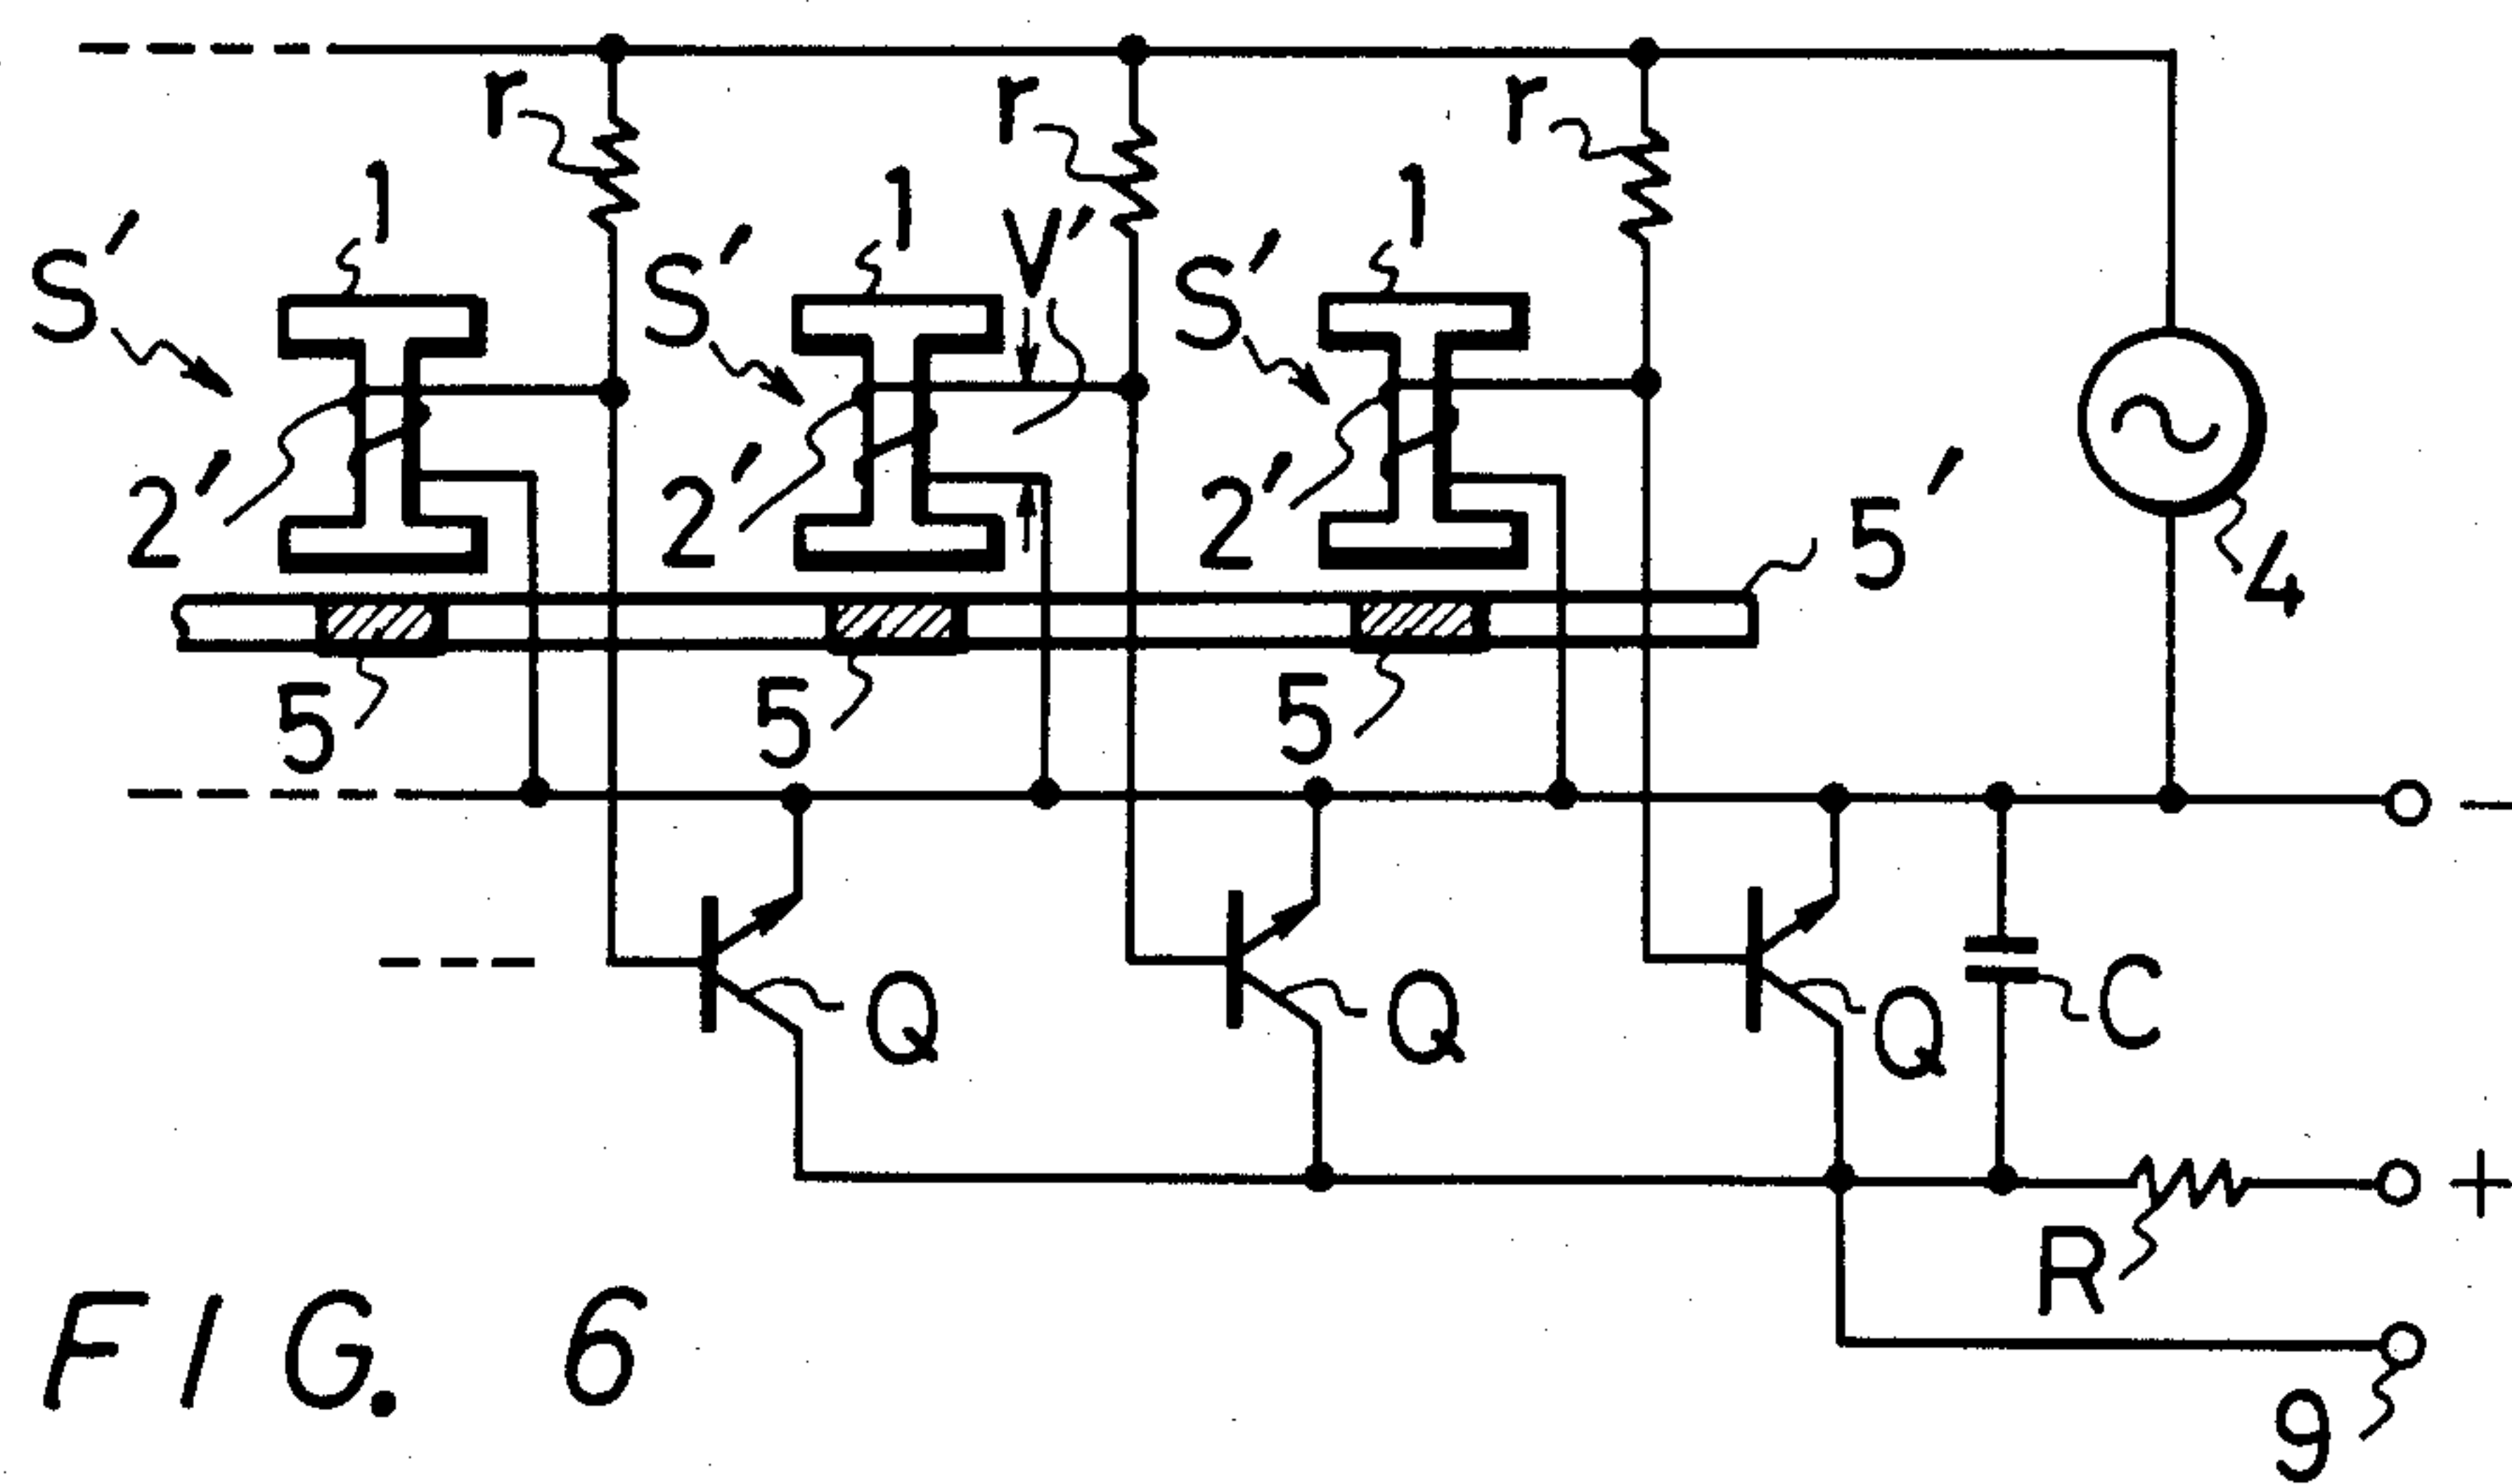 r r r
1 1 1
S' S' V' S'
2' 2' 2' 5' 4
5 5 5
−
Q Q Q C
+
R
FIG. 6
9